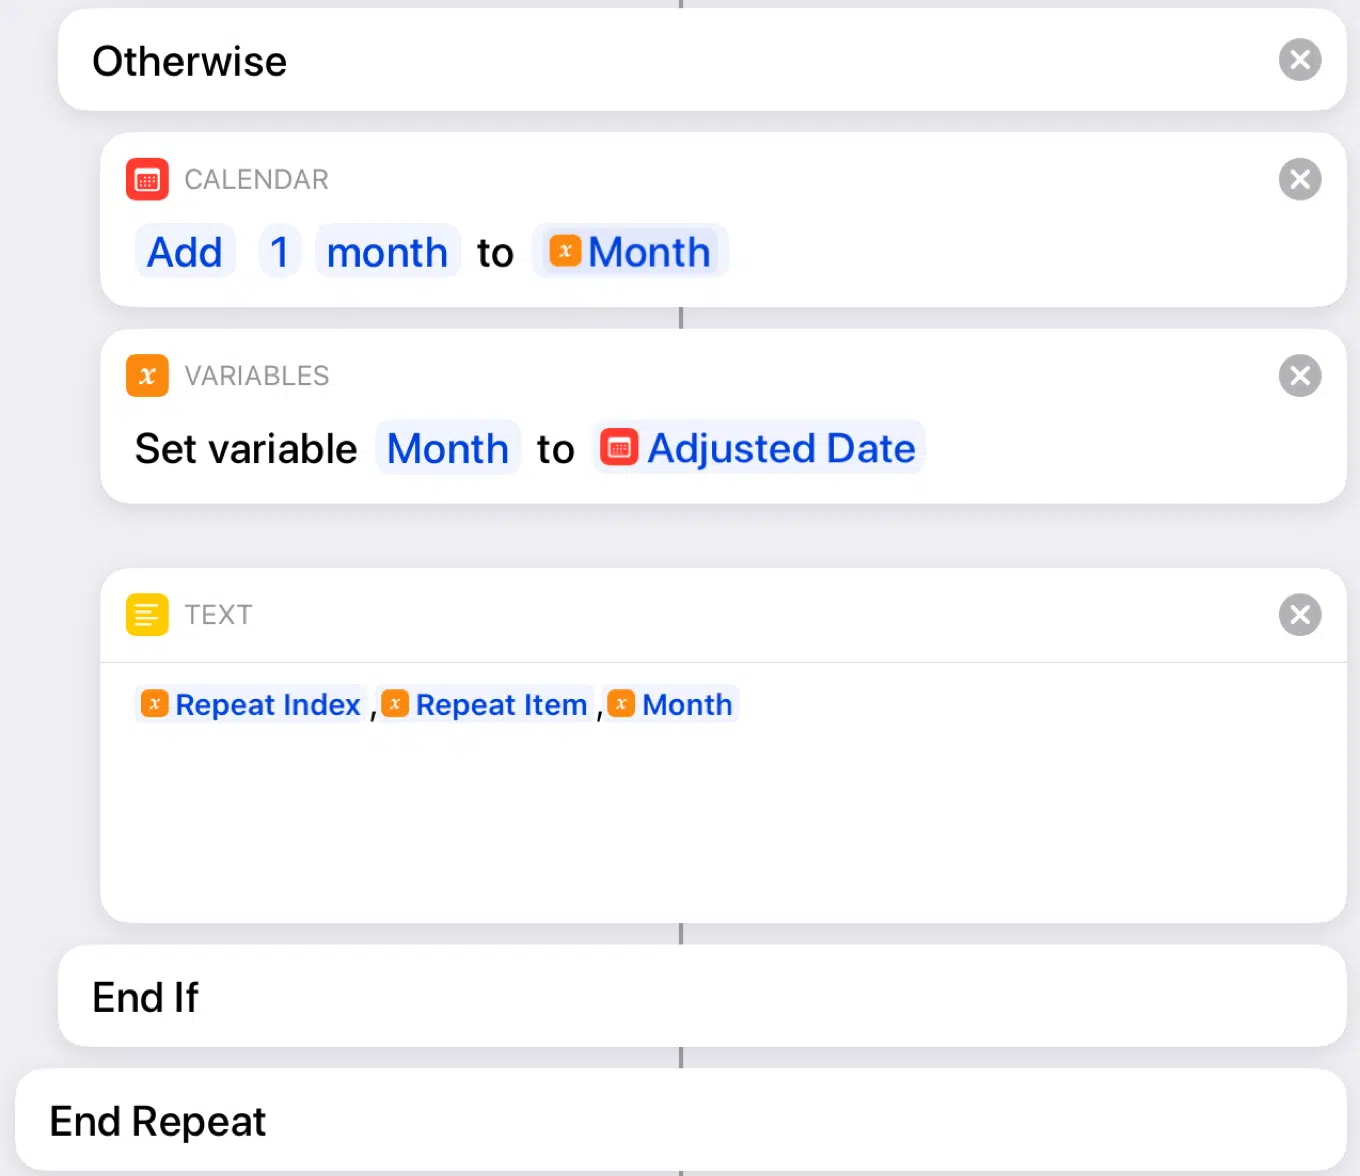 Otherwise
CALENDAR
Add 1 month to Month
VARIABLES
Set variable Month to Adjusted Date
TEXT
Repeat Index,Repeat Item,Month
End If
End Repeat